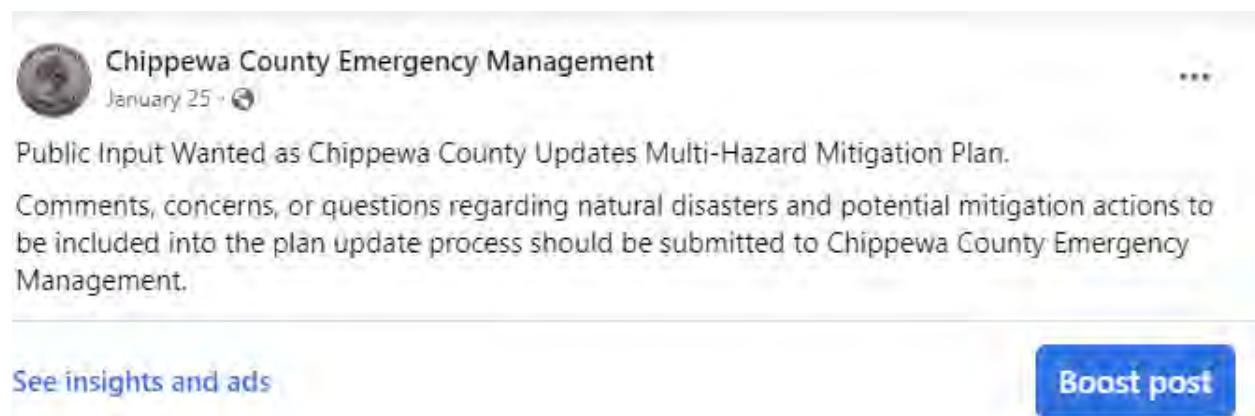 Chippewa County Emergency Management
January 25 ·
Public Input Wanted as Chippewa County Updates Multi-Hazard Mitigation Plan.
Comments, concerns, or questions regarding natural disasters and potential mitigation actions to
be included into the plan update process should be submitted to Chippewa County Emergency
Management.
See insights and ads
Boost post